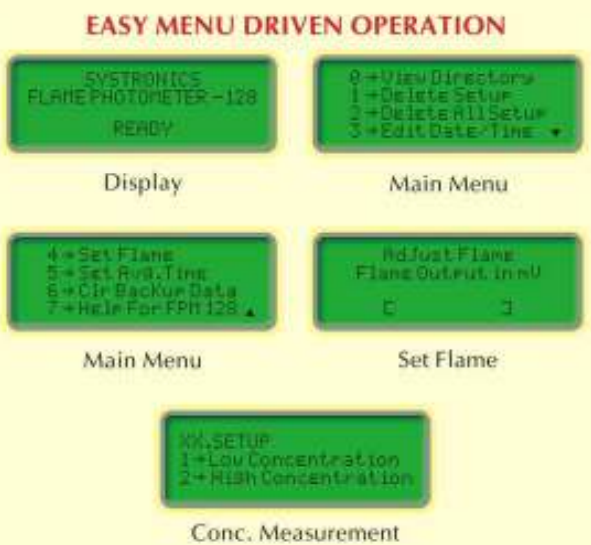 EASY MENU DRIVEN OPERATION
SYSTRONICS
FLAME PHOTOMETER-128
READY
Display
0→View Directory
1→Delete Setup
2→Delete All Setup
3→Edit Date/Time ▾
Main Menu
4→Set Flame
5→Set Avg.Time
6→Clr BacKup Data
7→Help For FPM 128 ▴
Main Menu
Adjust Flame
Flame Output in mV
[ ]
Set Flame
XX.SETUP
1→Low Concentration
2→High Concentration
Conc. Measurement